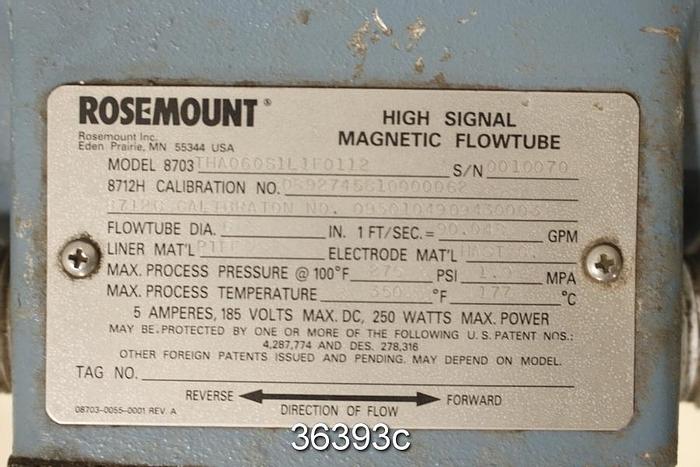 ROSEMOUNT®
Rosemount Inc.
Eden Prairie, MN 55344 USA
HIGH SIGNAL
MAGNETIC FLOWTUBE
MODEL 8703 THA060S1L1F0112 S/N 0010070
8712H CALIBRATION NO.
FLOWTUBE DIA. IN. 1 FT/SEC.= GPM
LINER MAT'L ELECTRODE MAT'L
MAX. PROCESS PRESSURE @ 100°F PSI MPA
MAX. PROCESS TEMPERATURE 350 °F 177 °C
5 AMPERES, 185 VOLTS MAX. DC, 250 WATTS MAX. POWER
MAY BE PROTECTED BY ONE OR MORE OF THE FOLLOWING U.S. PATENT NOS.:
4,287,774 AND DES. 278,316
OTHER FOREIGN PATENTS ISSUED AND PENDING. MAY DEPEND ON MODEL.
TAG NO.
REVERSE FORWARD
08703-0055-0001 REV. A DIRECTION OF FLOW
36393c